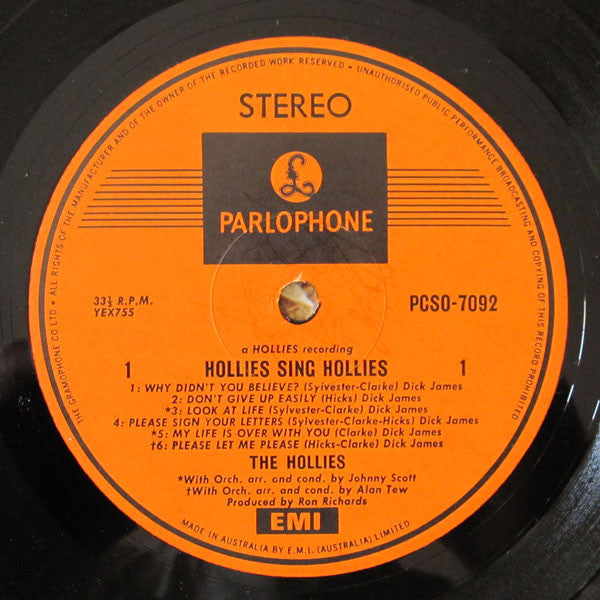 THE GRAMOPHONE CO LTD • ALL RIGHTS OF THE MANUFACTURER AND OF THE OWNER OF THE RECORDED WORK RESERVED • UNAUTHORISED PUBLIC PERFORMANCE BROADCASTING AND COPYING OF THIS RECORD PROHIBITED
STEREO
£
PARLOPHONE
33⅓ R.P.M.
YEX755
PCSO-7092
a HOLLIES recording
1 HOLLIES SING HOLLIES 1
1: WHY DIDN'T YOU BELIEVE? (Syivester-Clarke) Dick James
2: DON'T GIVE UP EASILY (Hicks) Dick James
*3: LOOK AT LIFE (Sylvester-Clarke) Dick James
4: PLEASE SIGN YOUR LETTERS (Sylvester-Clarke-Hicks) Dick James
*5: MY LIFE IS OVER WITH YOU (Clarke) Dick James
†6: PLEASE LET ME PLEASE (Hicks-Clarke) Dick James
THE HOLLIES
*With Orch. arr. and cond. by Johnny Scott
†With Orch. arr. and cond. by Alan Tew
Produced by Ron Richards
EMI
MADE IN AUSTRALIA BY E.M.I. (AUSTRALIA) LIMITED